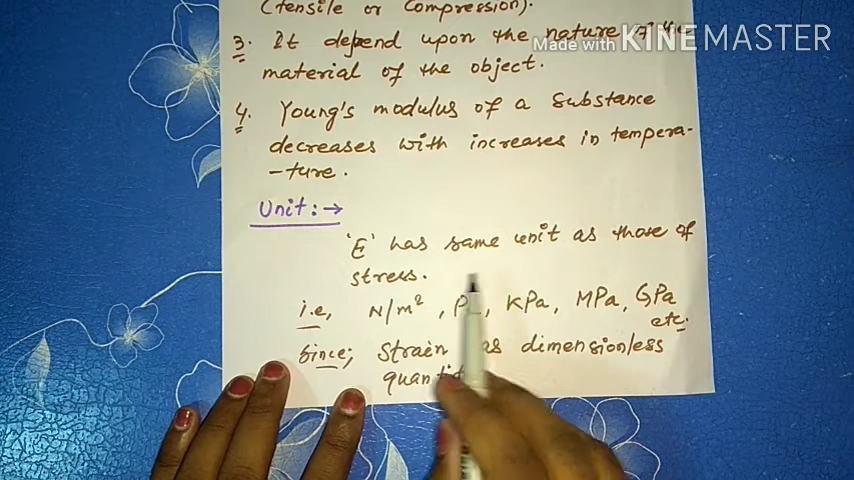 (tensile or Compression).
3. It depend upon the nature of the
Made with KINEMASTER
material of the object.
4. Young's modulus of a substance
decreases with increases in tempera-
-ture.
Unit:→
'E' has same unit as those of
stress.
i.e, N/m², KPa, MPa, GPa
etc.
Since; strain has dimensionless